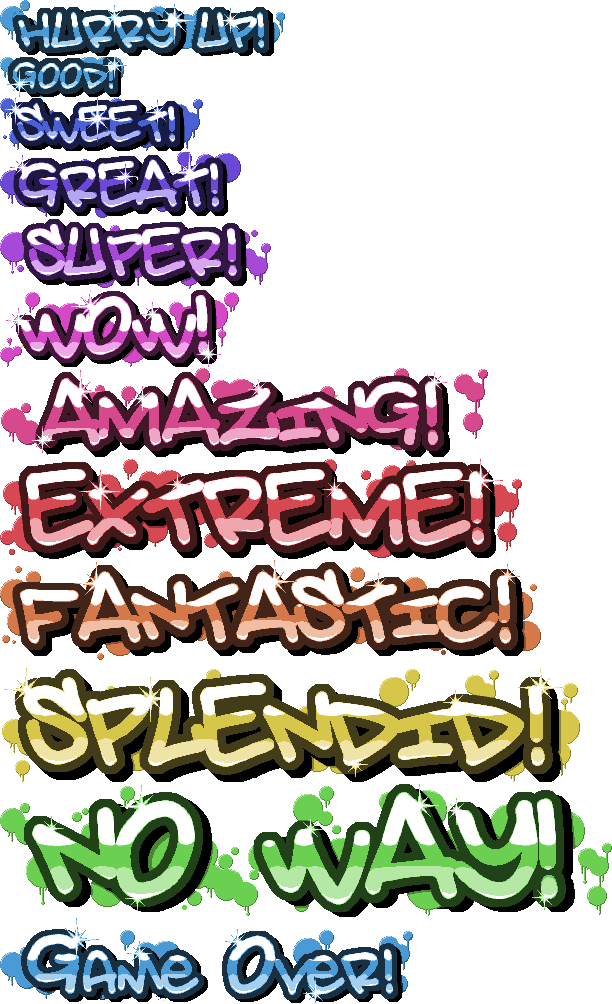 HURRY UP!
GOOD!
SWEET!
GREAT!
SUPER!
WOW!
AMAZING!
EXTREME!
FANTASTIC!
SPLENDID!
NO WAY!
GAME OVER!